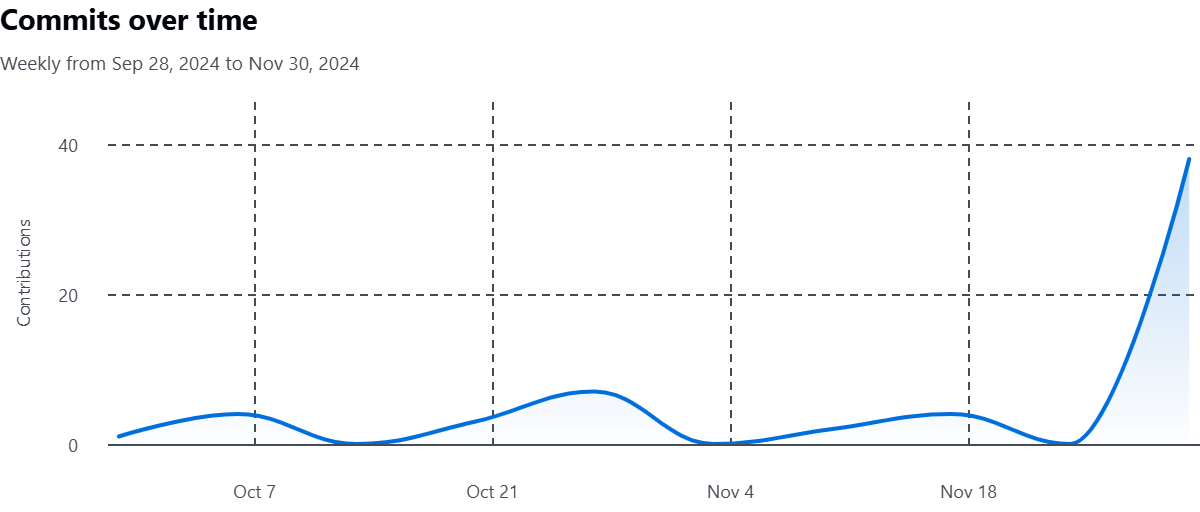 Commits over time
Weekly from Sep 28, 2024 to Nov 30, 2024
Contributions
40
20
0
Oct 7
Oct 21
Nov 4
Nov 18